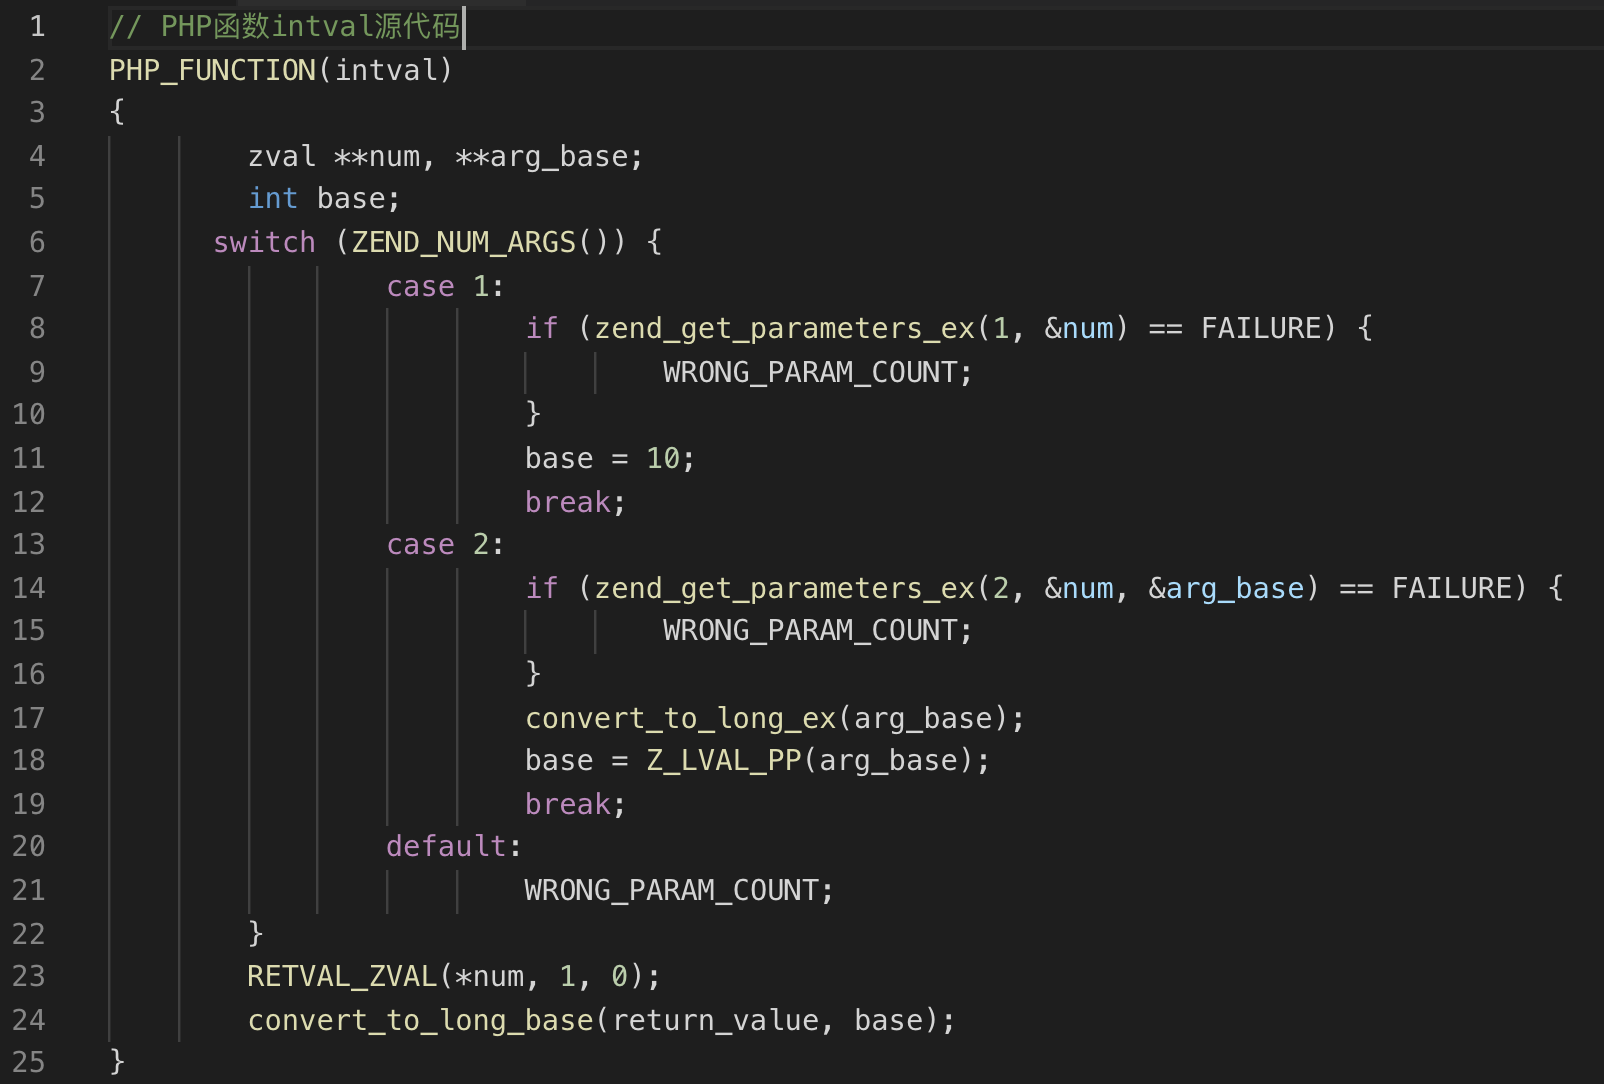 1 // PHP函数intval源代码
2 PHP_FUNCTION(intval)
3 {
4 zval **num, **arg_base;
5 int base;
6 switch (ZEND_NUM_ARGS()) {
7 case 1:
8 if (zend_get_parameters_ex(1, &num) == FAILURE) {
9 WRONG_PARAM_COUNT;
10 }
11 base = 10;
12 break;
13 case 2:
14 if (zend_get_parameters_ex(2, &num, &arg_base) == FAILURE) {
15 WRONG_PARAM_COUNT;
16 }
17 convert_to_long_ex(arg_base);
18 base = Z_LVAL_PP(arg_base);
19 break;
20 default:
21 WRONG_PARAM_COUNT;
22 }
23 RETVAL_ZVAL(*num, 1, 0);
24 convert_to_long_base(return_value, base);
25 }